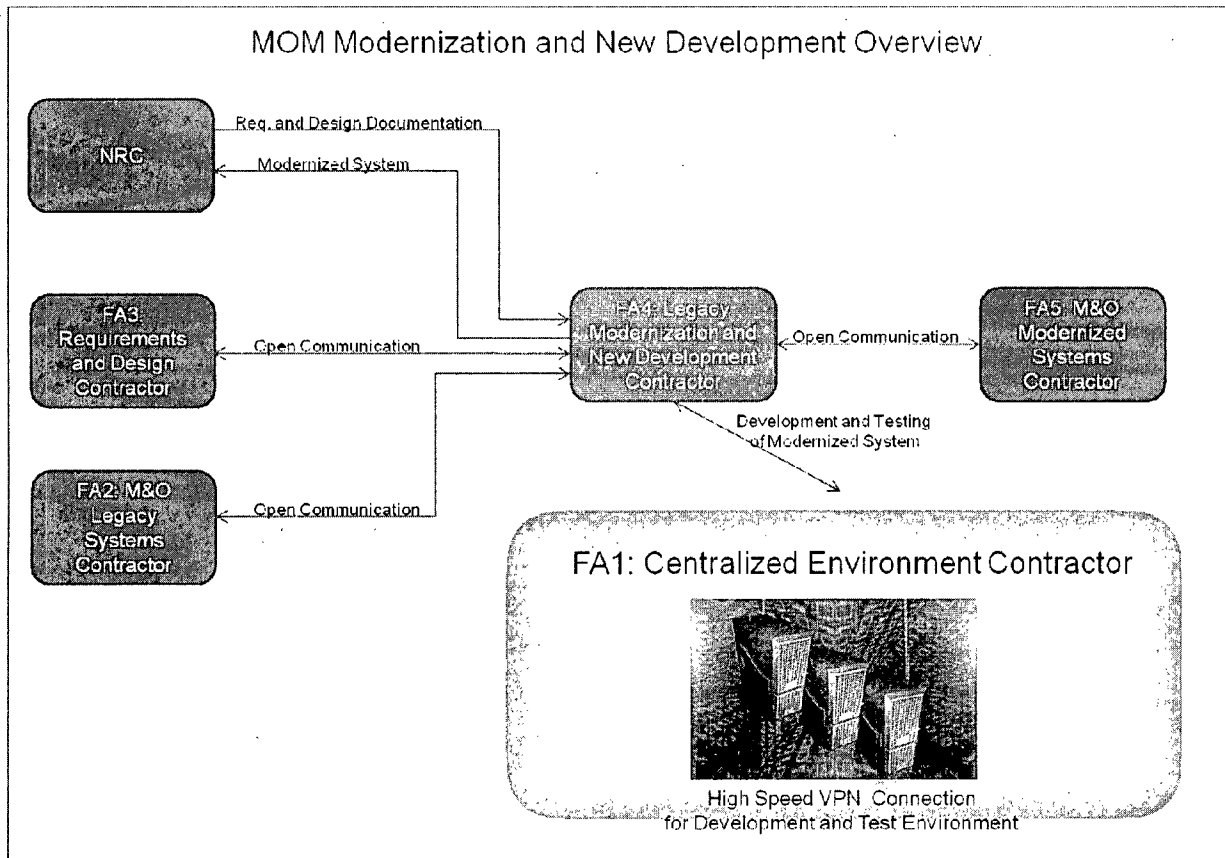 MOM Modernization and New Development Overview
NRC
Req. and Design Documentation
Modernized System
FA3:
Requirements
and Design
Contractor
Open Communication
FA4: Legacy
Modernization and
New Development
Contractor
Open Communication
FA5: M&O
Modernized
Systems
Contractor
FA2: M&O
Legacy
Systems
Contractor
Open Communication
Development and Testing
of Modernized System
FA1: Centralized Environment Contractor
High Speed VPN Connection
for Development and Test Environment